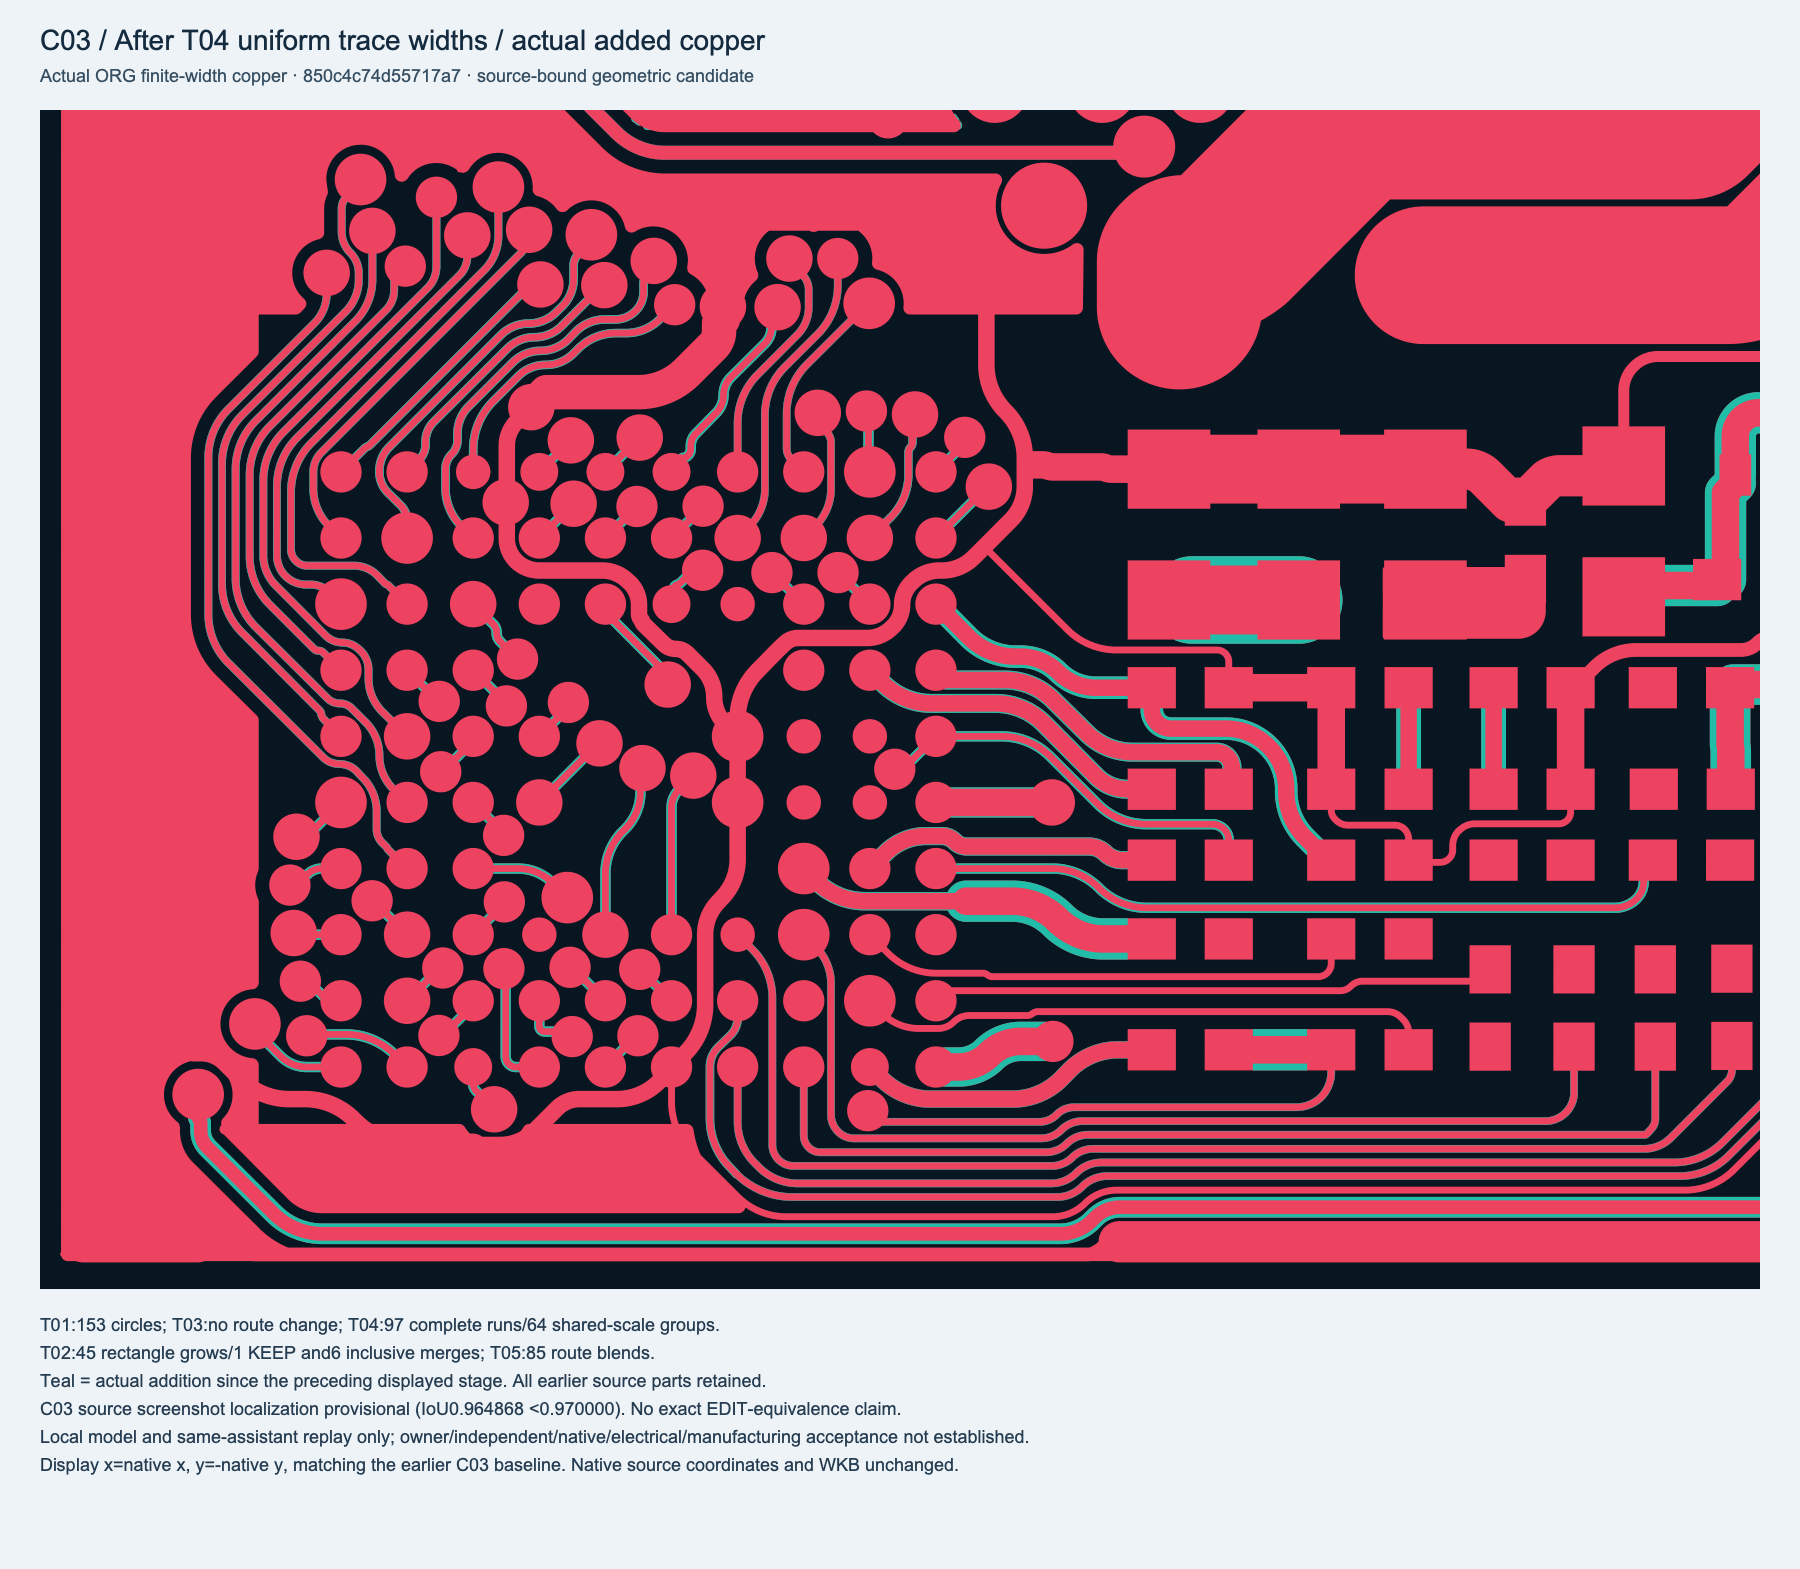 C03 / After T04 uniform trace widths / actual added copper
Actual ORG finite-width copper · 850c4c74d55717a7 · source-bound geometric candidate
T01:153 circles; T03:no route change; T04:97 complete runs/64 shared-scale groups.
T02:45 rectangle grows/1 KEEP and6 inclusive merges; T05:85 route blends.
Teal = actual addition since the preceding displayed stage. All earlier source parts retained.
C03 source screenshot localization provisional (IoU0.964868 <0.970000). No exact EDIT-equivalence claim.
Local model and same-assistant replay only; owner/independent/native/electrical/manufacturing acceptance not established.
Display x=native x, y=-native y, matching the earlier C03 baseline. Native source coordinates and WKB unchanged.